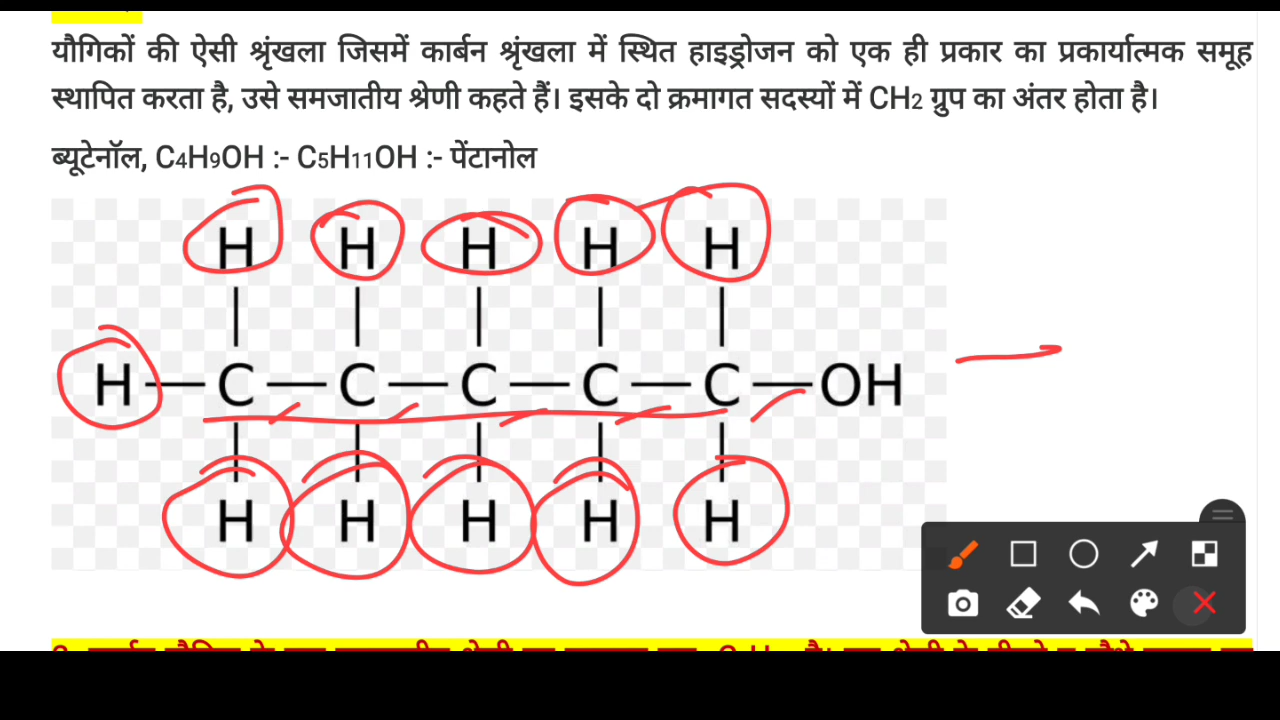 यौगिकों की ऐसी श्रृंखला जिसमें कार्बन श्रृंखला में स्थित हाइड्रोजन को एक ही प्रकार का प्रकार्यात्मक समूह
स्थापित करता है, उसे समजातीय श्रेणी कहते हैं। इसके दो क्रमागत सदस्यों में CH2 ग्रुप का अंतर होता है।
ब्यूटेनॉल, C4H9OH :- C5H11OH :- पेंटानोल
H H H H H
H — C — C — C — C — C — OH
H H H H H